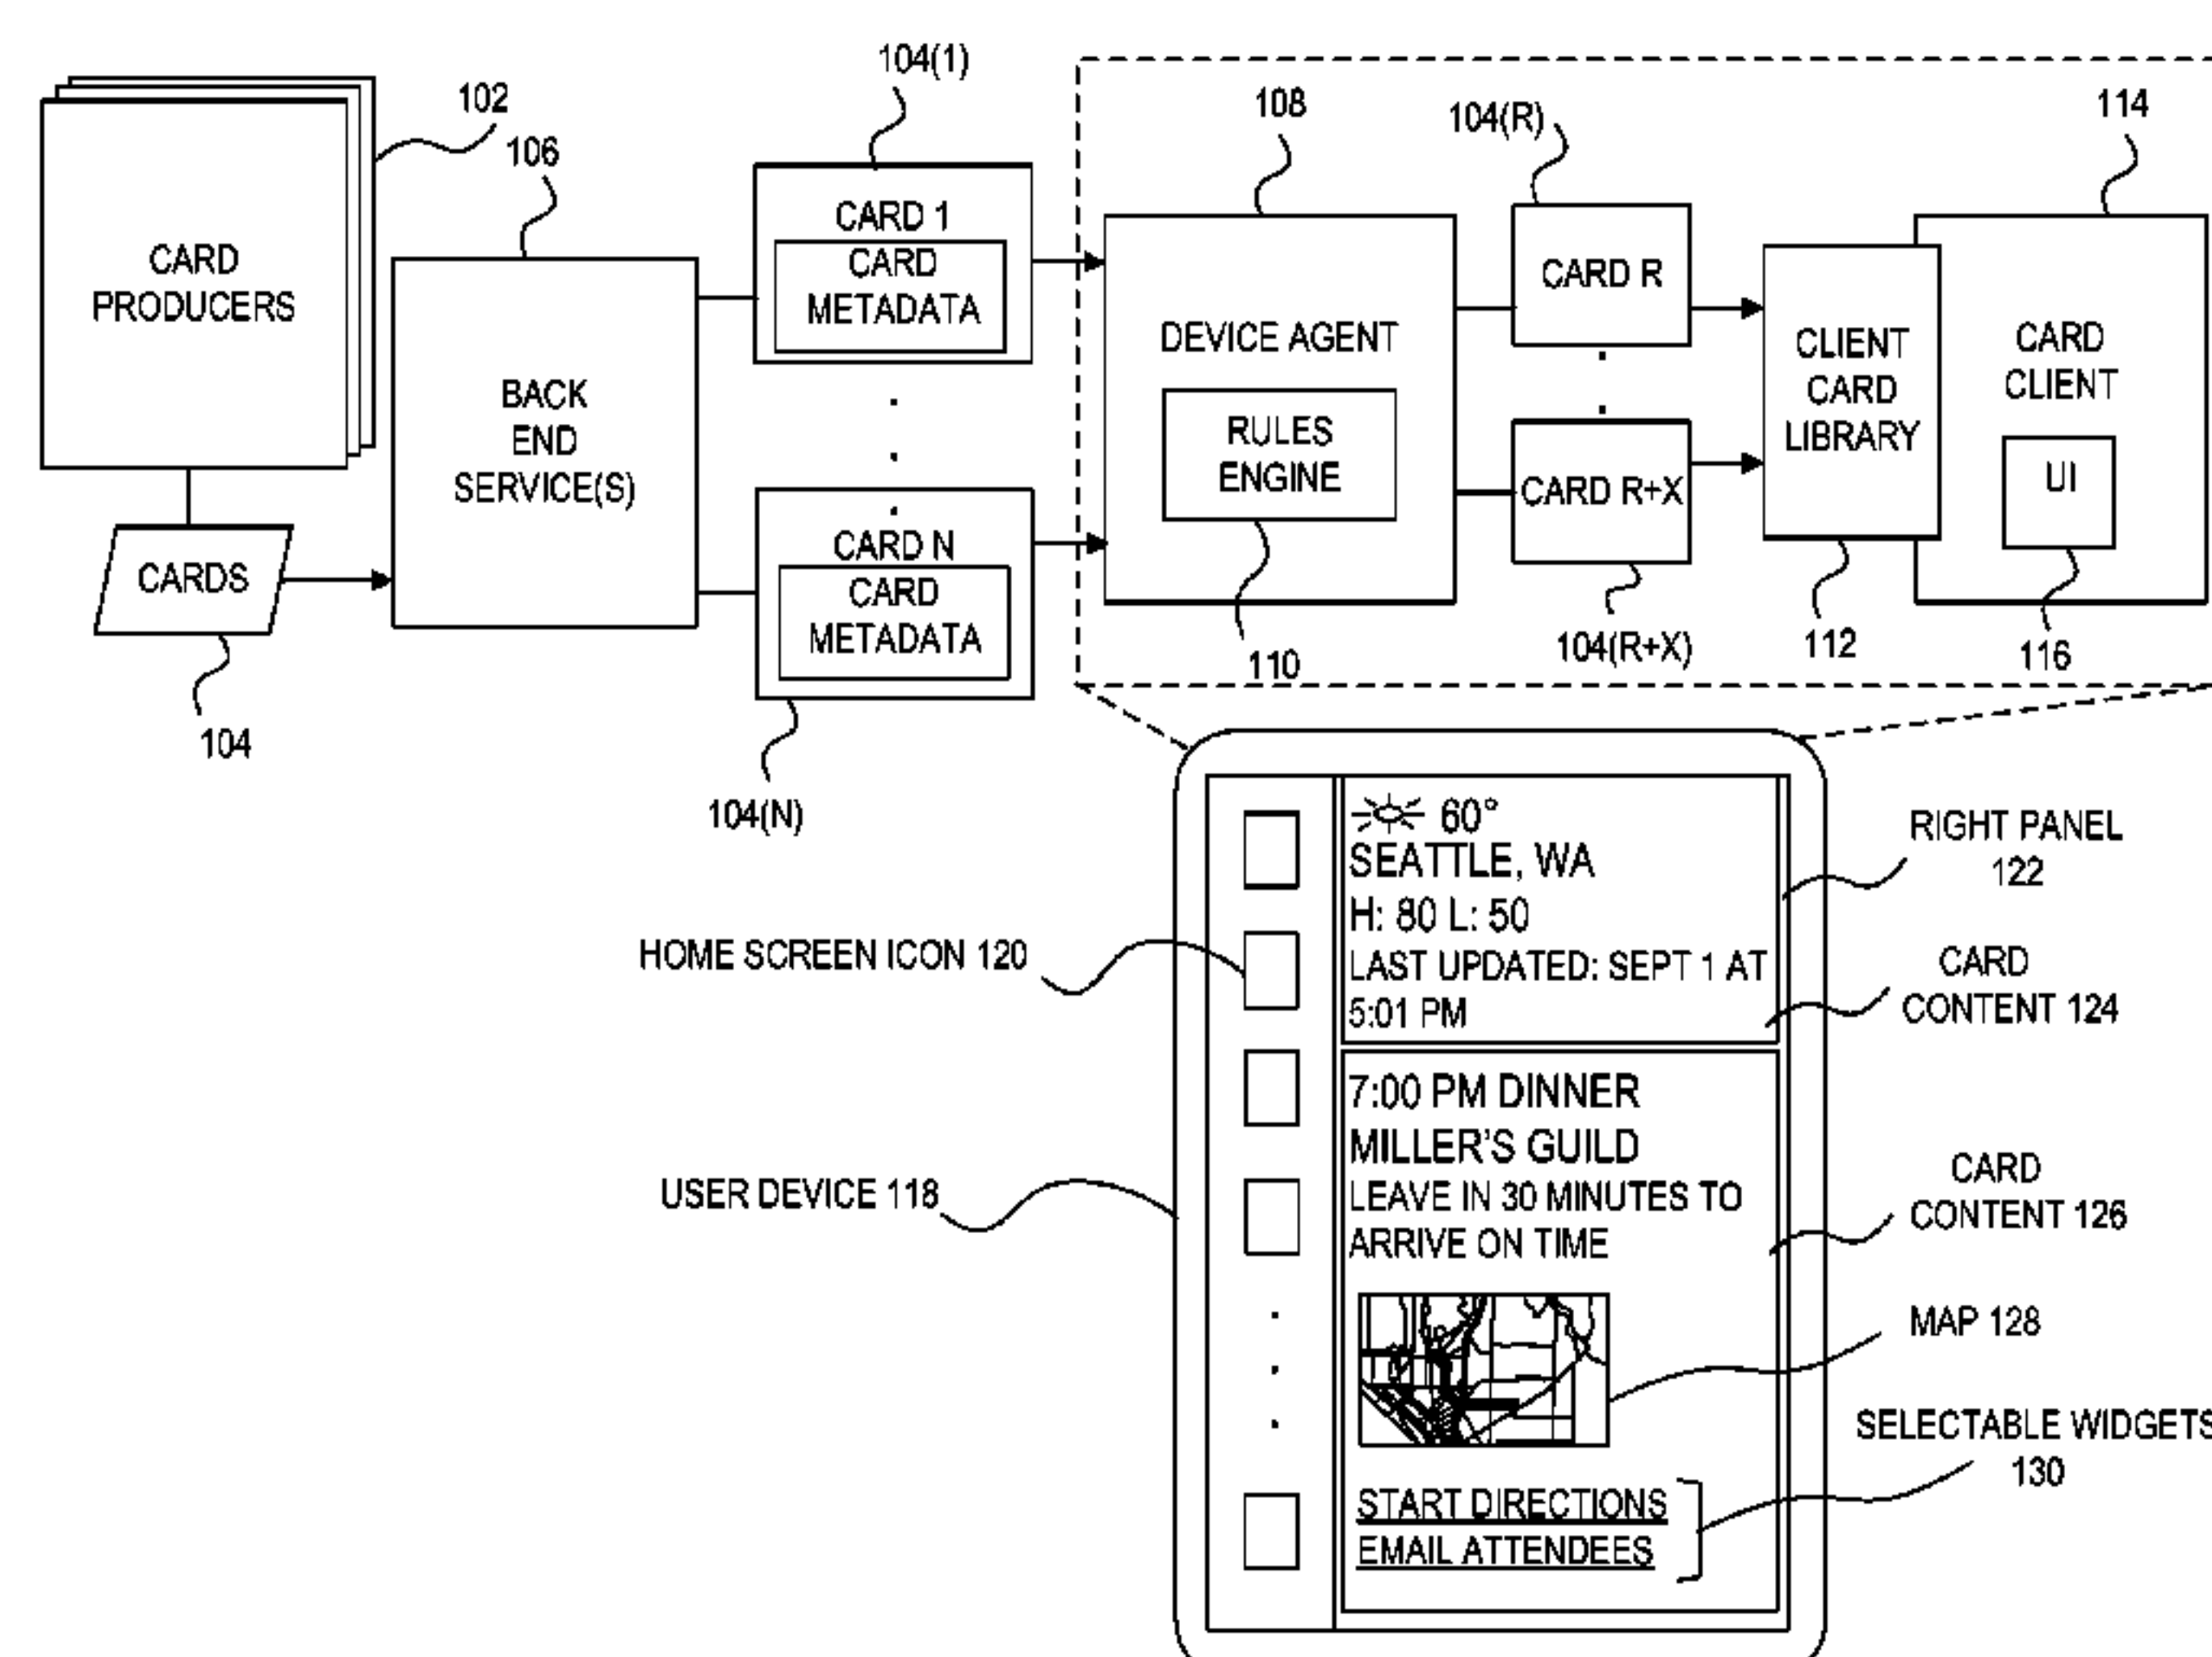 104(1)
102
108
104(R)
114
106
CARD
PRODUCERS
CARD 1
CARD
METADATA
CARD R
DEVICE AGENT
CLIENT
CARD
LIBRARY
CARD
CLIENT
BACK
END
SERVICE(S)
RULES
ENGINE
UI
CARD R+X
CARD N
CARD
METADATA
CARDS
104
104(N)
110
104(R+X)
112
116
60°
SEATTLE, WA
H: 80 L: 50
LAST UPDATED: SEPT 1 AT
5:01 PM
RIGHT PANEL
122
HOME SCREEN ICON 120
CARD
CONTENT 124
7:00 PM DINNER
MILLER'S GUILD
LEAVE IN 30 MINUTES TO
ARRIVE ON TIME
USER DEVICE 118
CARD
CONTENT 126
MAP 128
SELECTABLE WIDGETS
130
START DIRECTIONS
EMAIL ATTENDEES